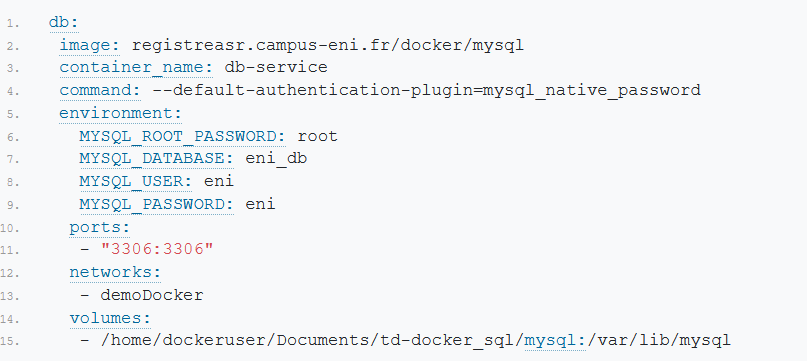 1. db:
2. image: registreasr.campus-eni.fr/docker/mysql
3. container_name: db-service
4. command: --default-authentication-plugin=mysql_native_password
5. environment:
6. MYSQL_ROOT_PASSWORD: root
7. MYSQL_DATABASE: eni_db
8. MYSQL_USER: eni
9. MYSQL_PASSWORD: eni
10. ports:
11. - "3306:3306"
12. networks:
13. - demoDocker
14. volumes:
15. - /home/dockeruser/Documents/td-docker_sql/mysql:/var/lib/mysql